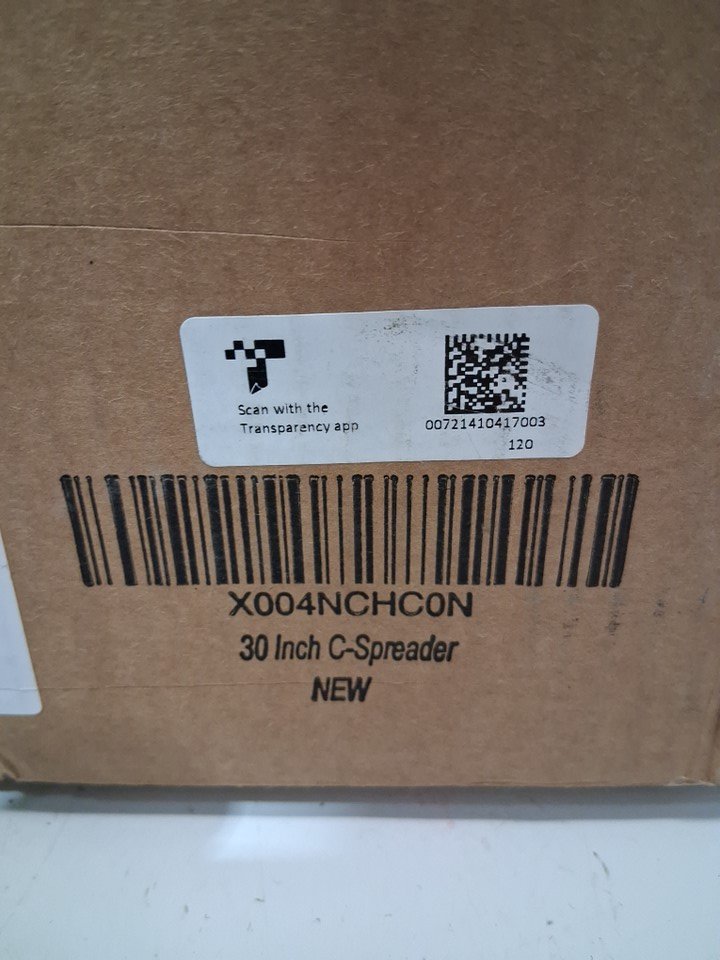 Scan with the
Transparency app
00721410417003
120
X004NCHC0N
30 Inch C-Spreader
NEW